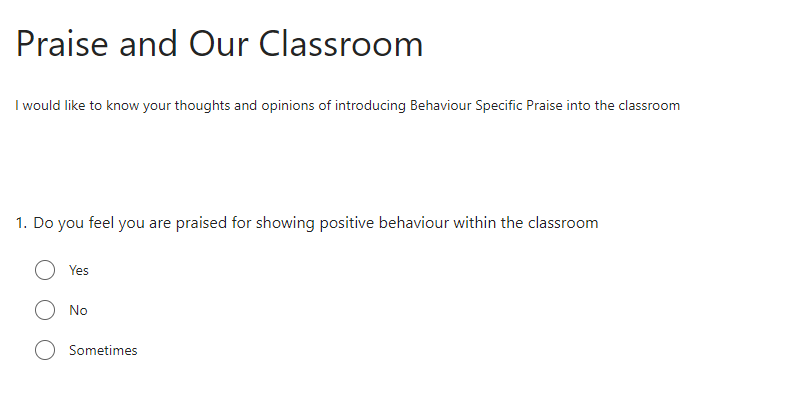 Praise and Our Classroom
I would like to know your thoughts and opinions of introducing Behaviour Specific Praise into the classroom
1. Do you feel you are praised for showing positive behaviour within the classroom
Yes
No
Sometimes